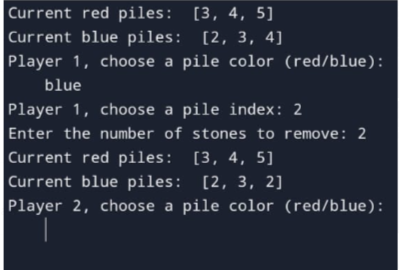 Current red piles:  [3, 4, 5]
Current blue piles:  [2, 3, 4]
Player 1, choose a pile color (red/blue):
blue
Player 1, choose a pile index: 2
Enter the number of stones to remove: 2
Current red piles:  [3, 4, 5]
Current blue piles:  [2, 3, 2]
Player 2, choose a pile color (red/blue):